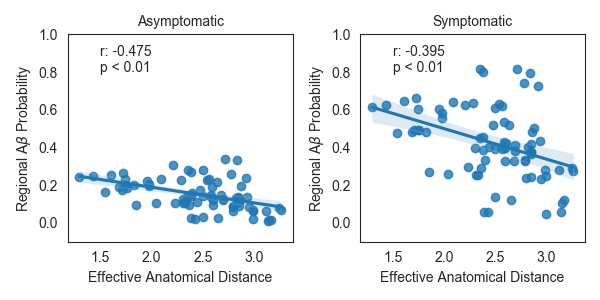 Asymptomatic
r: -0.475
p < 0.01
1.0
0.8
0.6
0.4
0.2
0.0
Regional Aβ Probability
1.5 2.0 2.5 3.0
Effective Anatomical Distance
Symptomatic
r: -0.395
p < 0.01
1.0
0.8
0.6
0.4
0.2
0.0
Regional Aβ Probability
1.5 2.0 2.5 3.0
Effective Anatomical Distance